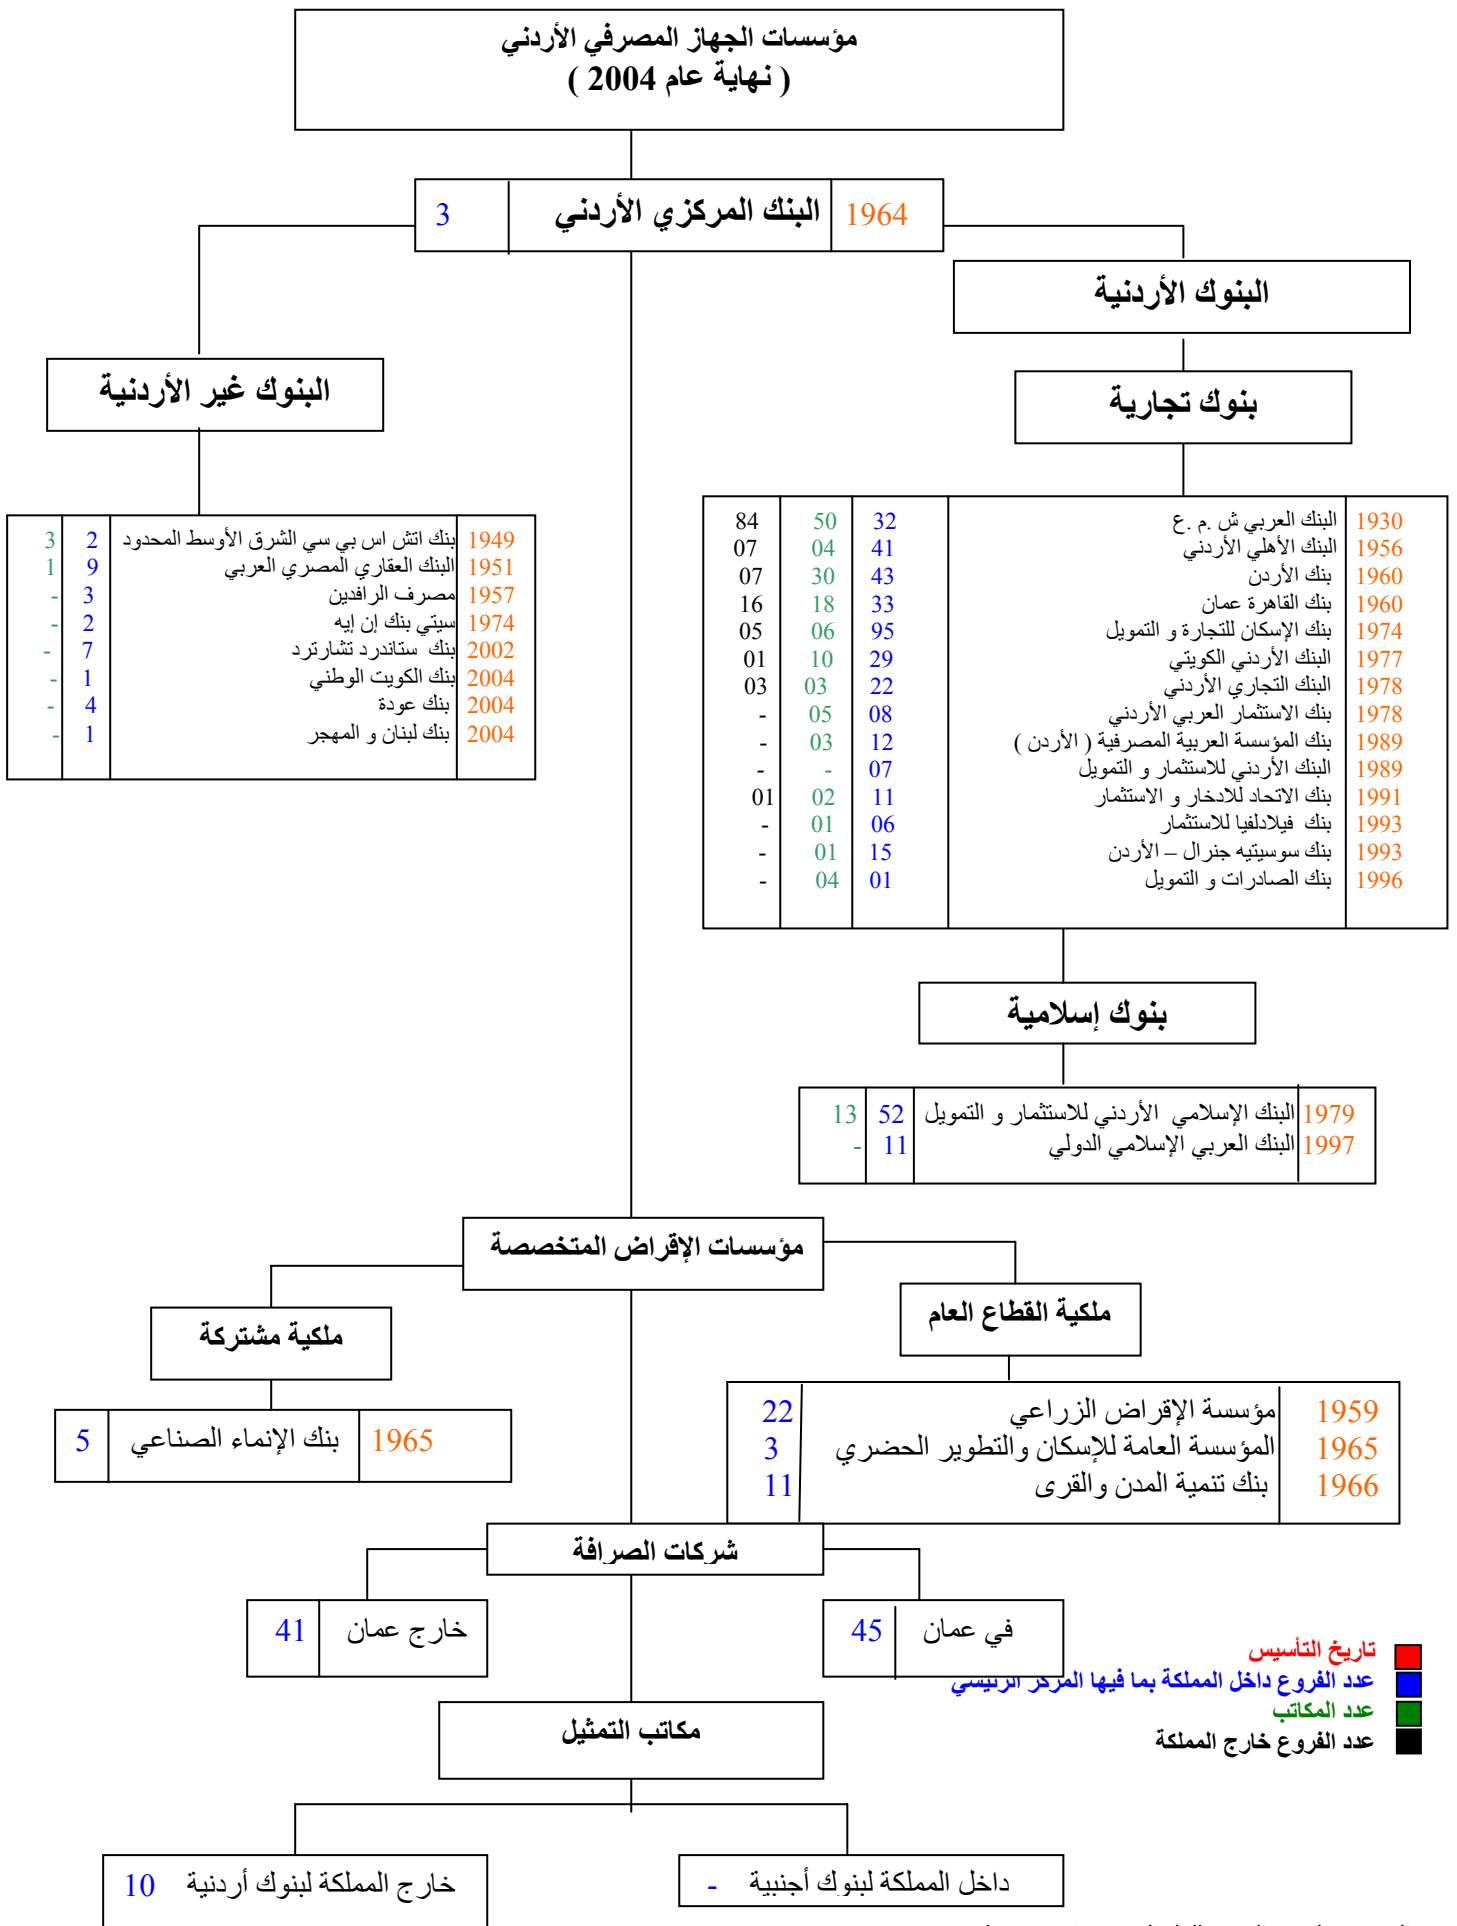 مؤسسات الجهاز المصرفي الأردني
( نهاية عام 2004 )
1964 البنك المركزي الأردني 3
البنوك الأردنية
بنوك تجارية
1930 البنك العربي ش .م .ع 32 50 84
1956 البنك الأهلي الأردني 41 04 07
1960 بنك الأردن 43 30 07
1960 بنك القاهرة عمان 33 18 16
1974 بنك الإسكان للتجارة و التمويل 95 06 05
1977 البنك الأردني الكويتي 29 10 01
1978 البنك التجاري الأردني 22 03 03
1978 بنك الاستثمار العربي الأردني 08 05 -
1989 بنك المؤسسة العربية المصرفية ( الأردن ) 12 03 -
1989 البنك الأردني للاستثمار و التمويل 07 - -
1991 بنك الاتحاد للادخار و الاستثمار 11 02 01
1993 بنك فيلادلفيا للاستثمار 06 01 -
1993 بنك سوسيتيه جنرال – الأردن 15 01 -
1996 بنك الصادرات و التمويل 01 04 -
البنوك غير الأردنية
1949 بنك اتش اس بي سي الشرق الأوسط المحدود 2 3
1951 البنك العقاري المصري العربي 9 1
1957 مصرف الرافدين 3 -
1974 سيتي بنك إن إيه 2 -
2002 بنك ستاندرد تشارترد 7 -
2004 بنك الكويت الوطني 1 -
2004 بنك عودة 4 -
2004 بنك لبنان و المهجر 1 -
بنوك إسلامية
1979 البنك الإسلامي الأردني للاستثمار و التمويل 52 13
1997 البنك العربي الإسلامي الدولي 11 -
مؤسسات الإقراض المتخصصة
ملكية القطاع العام
1959 مؤسسة الإقراض الزراعي 22
1965 المؤسسة العامة للإسكان والتطوير الحضري 3
1966 بنك تنمية المدن والقرى 11
ملكية مشتركة
1965 بنك الإنماء الصناعي 5
شركات الصرافة
في عمان 45
خارج عمان 41
تاريخ التأسيس
عدد الفروع داخل المملكة بما فيها المركز الرئيسي
عدد المكاتب
عدد الفروع خارج المملكة
مكاتب التمثيل
داخل المملكة لبنوك أجنبية -
خارج المملكة لبنوك أردنية 10